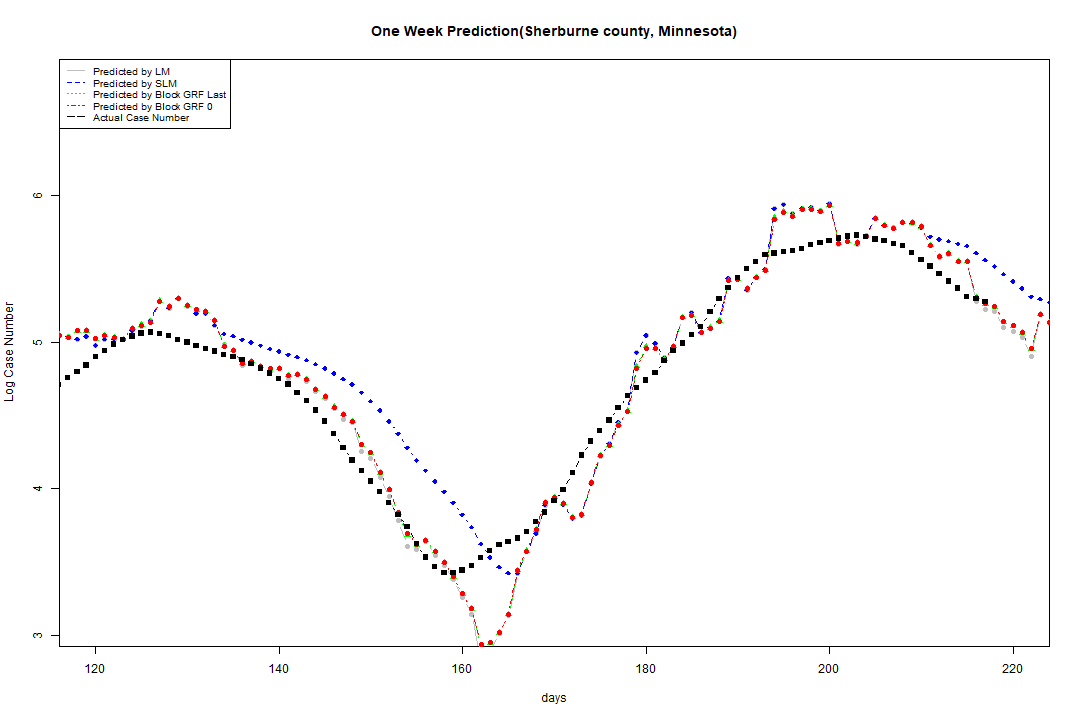 One Week Prediction(Sherburne county, Minnesota)
Predicted by LM
Predicted by SLM
Predicted by Block GRF Last
Predicted by Block GRF 0
Actual Case Number
6
5
4
3
Log Case Number
120 140 160 180 200 220
days